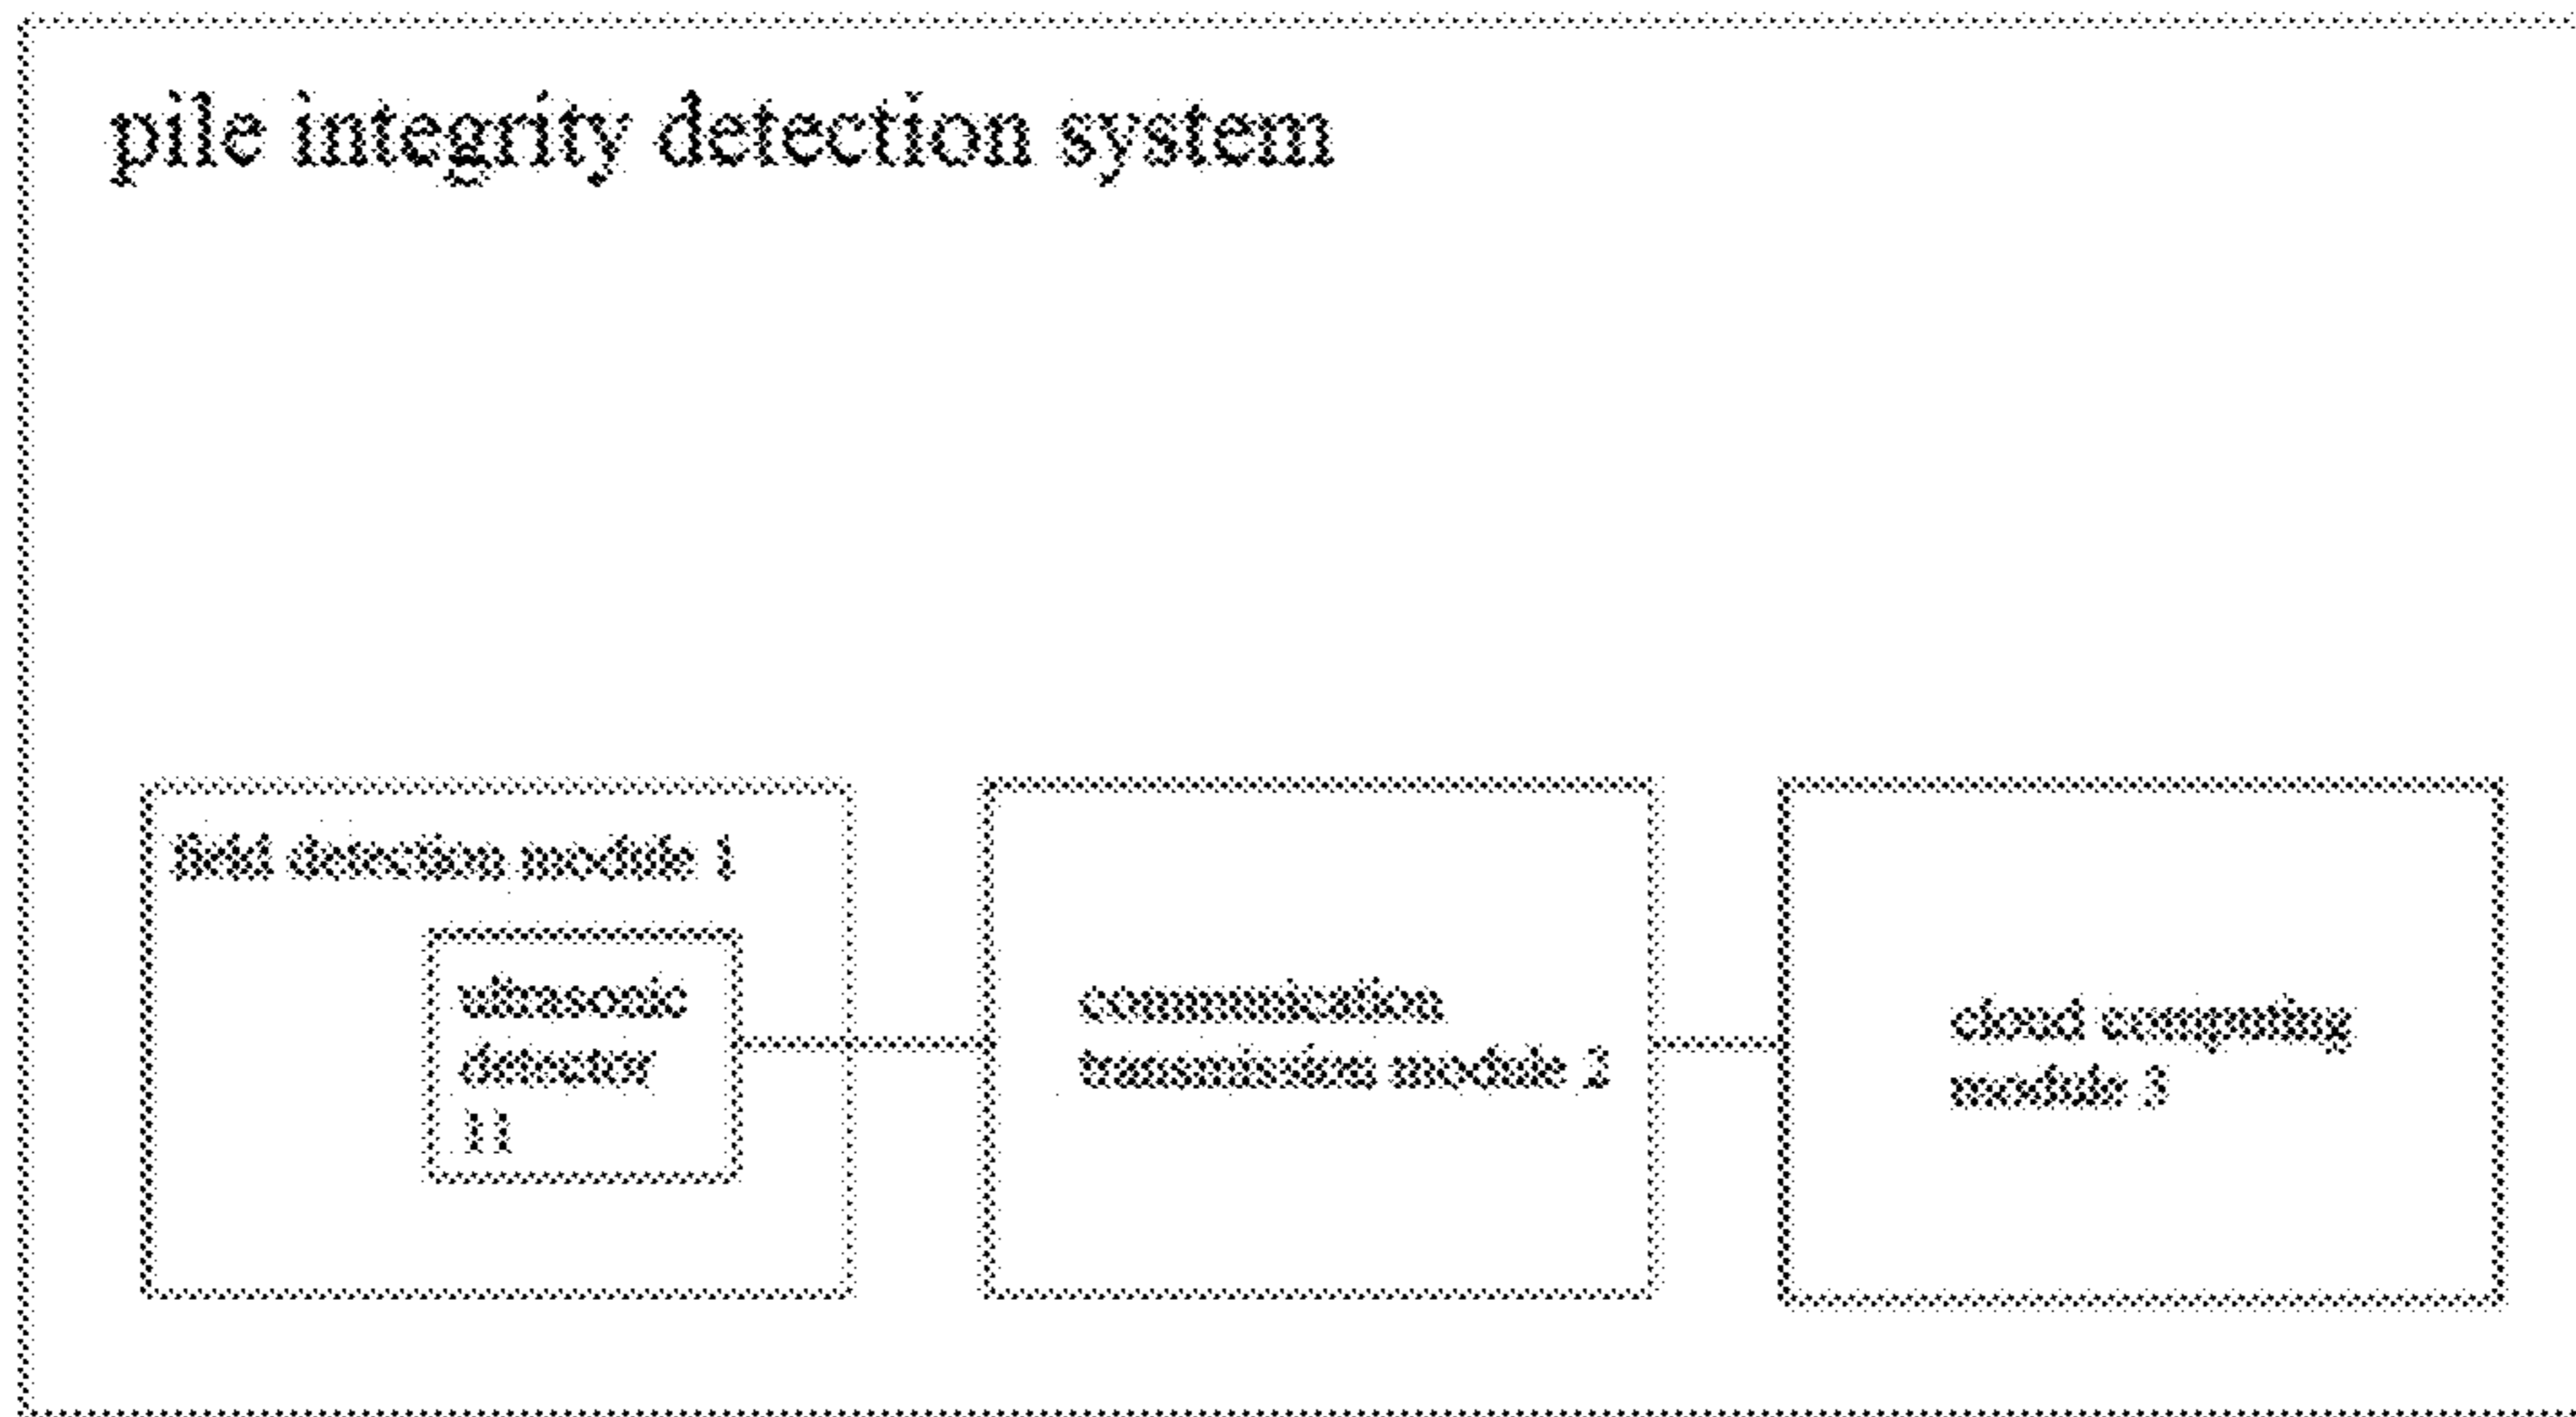 pile integrity detection system
field detection module 1
ultrasonic
detector
11
communication
transmission module 2
cloud computing
module 3